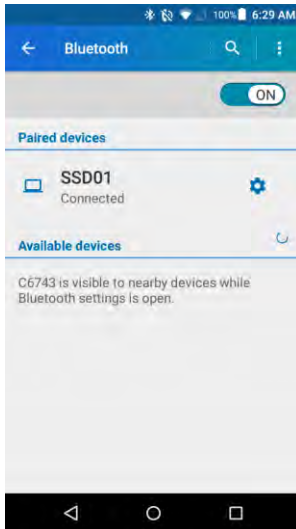 100% 6:29 AM
Bluetooth
ON
Paired devices
SSD01
Connected
Available devices
C6743 is visible to nearby devices while
Bluetooth settings is open.